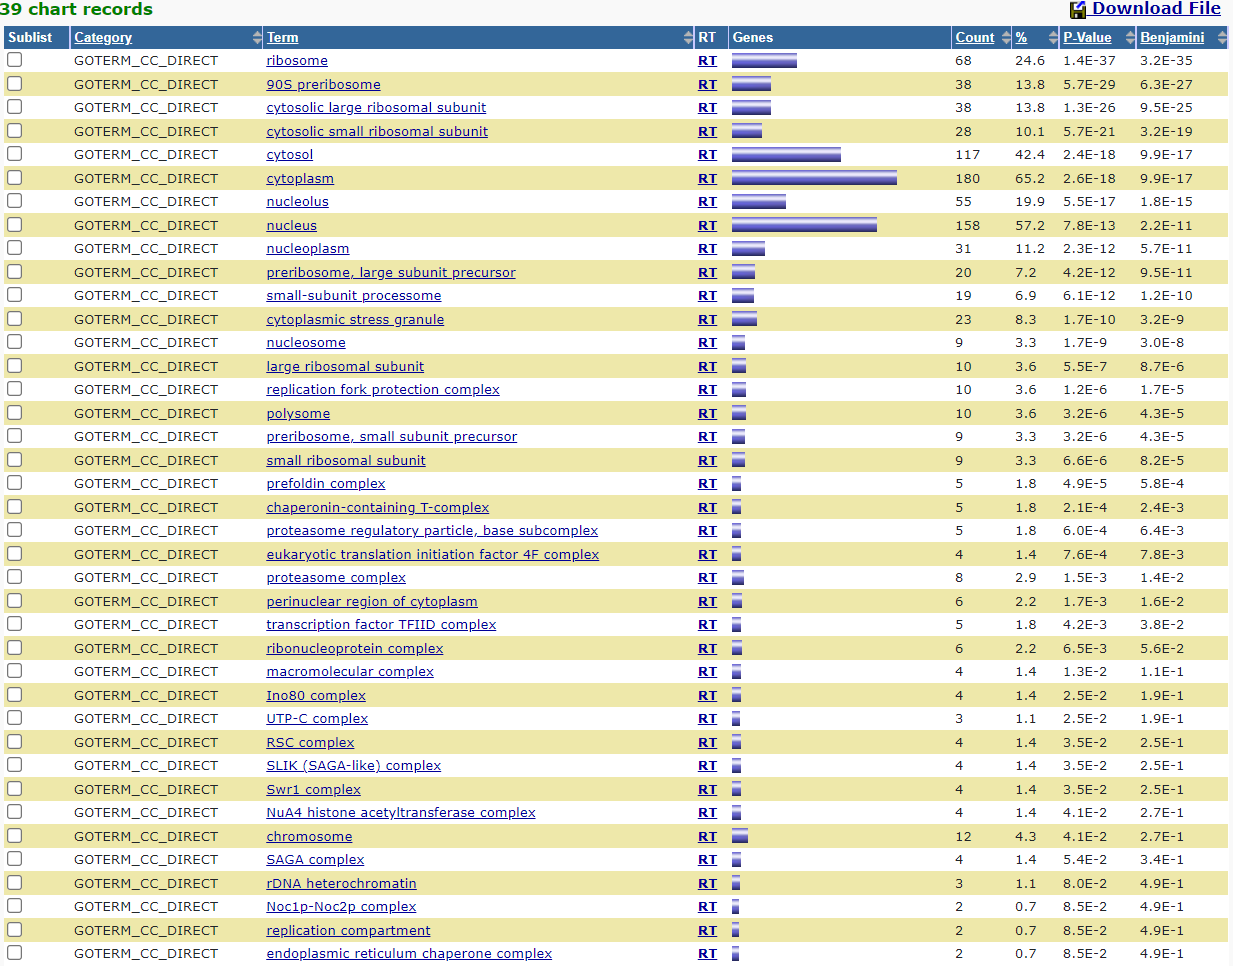 39 chart records
Download File
Sublist Category Term RT Genes Count % P-Value Benjamini
GOTERM_CC_DIRECT ribosome RT 68 24.6 1.4E-37 3.2E-35
GOTERM_CC_DIRECT 90S preribosome RT 38 13.8 5.7E-29 6.3E-27
GOTERM_CC_DIRECT cytosolic large ribosomal subunit RT 38 13.8 1.3E-26 9.5E-25
GOTERM_CC_DIRECT cytosolic small ribosomal subunit RT 28 10.1 5.7E-21 3.2E-19
GOTERM_CC_DIRECT cytosol RT 117 42.4 2.4E-18 9.9E-17
GOTERM_CC_DIRECT cytoplasm RT 180 65.2 2.6E-18 9.9E-17
GOTERM_CC_DIRECT nucleolus RT 55 19.9 5.5E-17 1.8E-15
GOTERM_CC_DIRECT nucleus RT 158 57.2 7.8E-13 2.2E-11
GOTERM_CC_DIRECT nucleoplasm RT 31 11.2 2.3E-12 5.7E-11
GOTERM_CC_DIRECT preribosome, large subunit precursor RT 20 7.2 4.2E-12 9.5E-11
GOTERM_CC_DIRECT small-subunit processome RT 19 6.9 6.1E-12 1.2E-10
GOTERM_CC_DIRECT cytoplasmic stress granule RT 23 8.3 1.7E-10 3.2E-9
GOTERM_CC_DIRECT nucleosome RT 9 3.3 1.7E-9 3.0E-8
GOTERM_CC_DIRECT large ribosomal subunit RT 10 3.6 5.5E-7 8.7E-6
GOTERM_CC_DIRECT replication fork protection complex RT 10 3.6 1.2E-6 1.7E-5
GOTERM_CC_DIRECT polysome RT 10 3.6 3.2E-6 4.3E-5
GOTERM_CC_DIRECT preribosome, small subunit precursor RT 9 3.3 3.2E-6 4.3E-5
GOTERM_CC_DIRECT small ribosomal subunit RT 9 3.3 6.6E-6 8.2E-5
GOTERM_CC_DIRECT prefoldin complex RT 5 1.8 4.9E-5 5.8E-4
GOTERM_CC_DIRECT chaperonin-containing T-complex RT 5 1.8 2.1E-4 2.4E-3
GOTERM_CC_DIRECT proteasome regulatory particle, base subcomplex RT 5 1.8 6.0E-4 6.4E-3
GOTERM_CC_DIRECT eukaryotic translation initiation factor 4F complex RT 4 1.4 7.6E-4 7.8E-3
GOTERM_CC_DIRECT proteasome complex RT 8 2.9 1.5E-3 1.4E-2
GOTERM_CC_DIRECT perinuclear region of cytoplasm RT 6 2.2 1.7E-3 1.6E-2
GOTERM_CC_DIRECT transcription factor TFIID complex RT 5 1.8 4.2E-3 3.8E-2
GOTERM_CC_DIRECT ribonucleoprotein complex RT 6 2.2 6.5E-3 5.6E-2
GOTERM_CC_DIRECT macromolecular complex RT 4 1.4 1.3E-2 1.1E-1
GOTERM_CC_DIRECT Ino80 complex RT 4 1.4 2.5E-2 1.9E-1
GOTERM_CC_DIRECT UTP-C complex RT 3 1.1 2.5E-2 1.9E-1
GOTERM_CC_DIRECT RSC complex RT 4 1.4 3.5E-2 2.5E-1
GOTERM_CC_DIRECT SLIK (SAGA-like) complex RT 4 1.4 3.5E-2 2.5E-1
GOTERM_CC_DIRECT Swr1 complex RT 4 1.4 3.5E-2 2.5E-1
GOTERM_CC_DIRECT NuA4 histone acetyltransferase complex RT 4 1.4 4.1E-2 2.7E-1
GOTERM_CC_DIRECT chromosome RT 12 4.3 4.1E-2 2.7E-1
GOTERM_CC_DIRECT SAGA complex RT 4 1.4 5.4E-2 3.4E-1
GOTERM_CC_DIRECT rDNA heterochromatin RT 3 1.1 8.0E-2 4.9E-1
GOTERM_CC_DIRECT Noc1p-Noc2p complex RT 2 0.7 8.5E-2 4.9E-1
GOTERM_CC_DIRECT replication compartment RT 2 0.7 8.5E-2 4.9E-1
GOTERM_CC_DIRECT endoplasmic reticulum chaperone complex RT 2 0.7 8.5E-2 4.9E-1